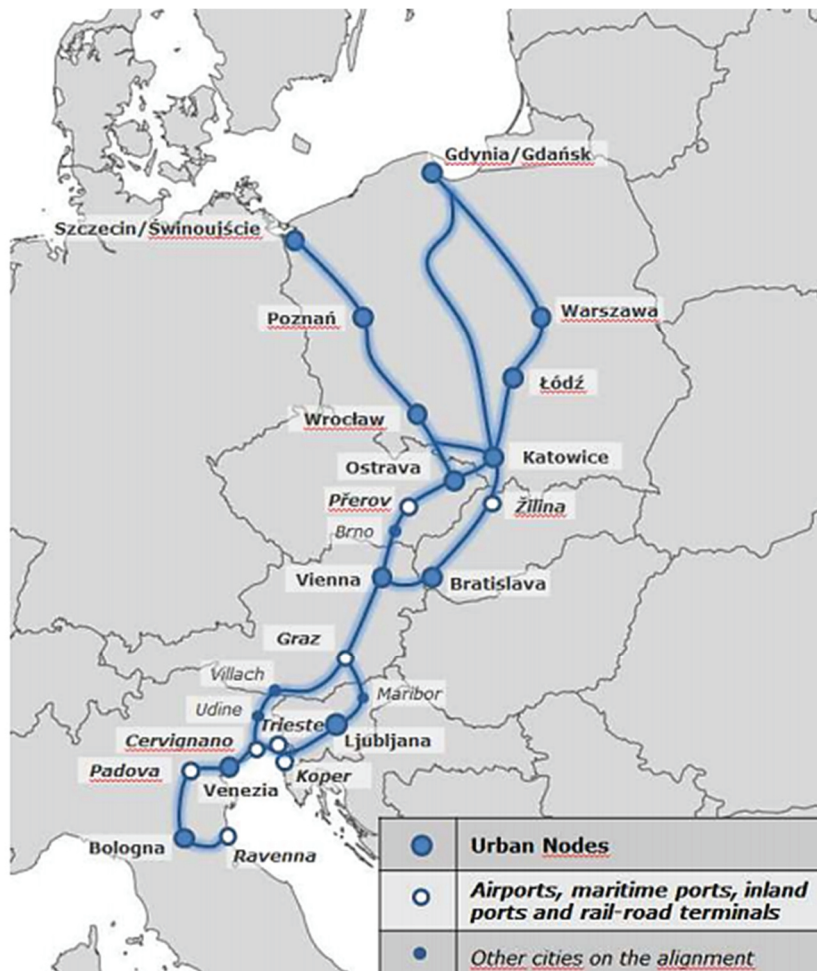 Gdynia/Gdańsk
Szczecin/Świnoujście
Poznań
Warszawa
Łódź
Wrocław
Ostrava
Katowice
Přerov
Žilina
Brno
Vienna
Bratislava
Graz
Villach
Maribor
Udine
Trieste
Cervignano
Ljubljana
Padova
Koper
Venezia
Bologna
Ravenna
Urban Nodes
Airports, maritime ports, inland
ports and rail-road terminals
Other cities on the alignment